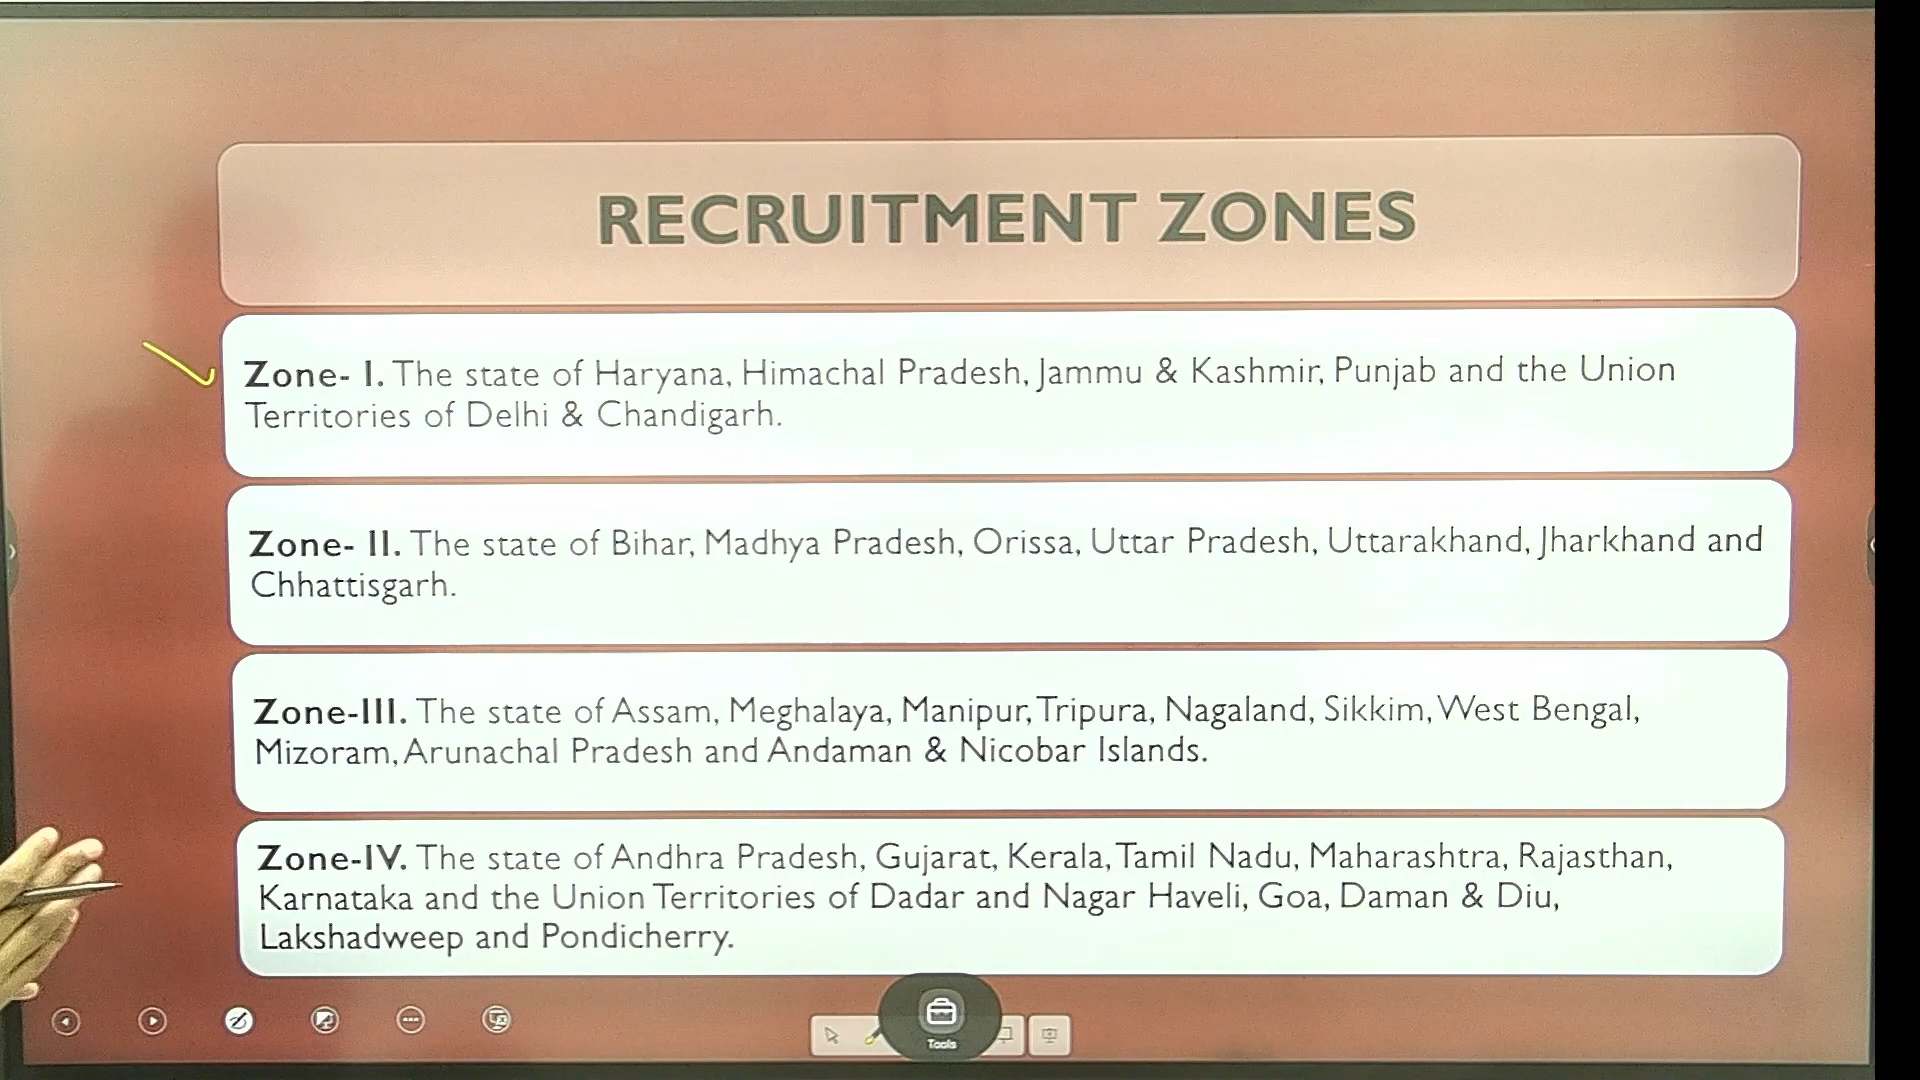 RECRUITMENT ZONES
Zone- I. The state of Haryana, Himachal Pradesh, Jammu & Kashmir, Punjab and the Union
Territories of Delhi & Chandigarh.
Zone- II. The state of Bihar, Madhya Pradesh, Orissa, Uttar Pradesh, Uttarakhand, Jharkhand and
Chhattisgarh.
Zone-III. The state of Assam, Meghalaya, Manipur, Tripura, Nagaland, Sikkim, West Bengal,
Mizoram, Arunachal Pradesh and Andaman & Nicobar Islands.
Zone-IV. The state of Andhra Pradesh, Gujarat, Kerala, Tamil Nadu, Maharashtra, Rajasthan,
Karnataka and the Union Territories of Dadar and Nagar Haveli, Goa, Daman & Diu,
Lakshadweep and Pondicherry.
Tools